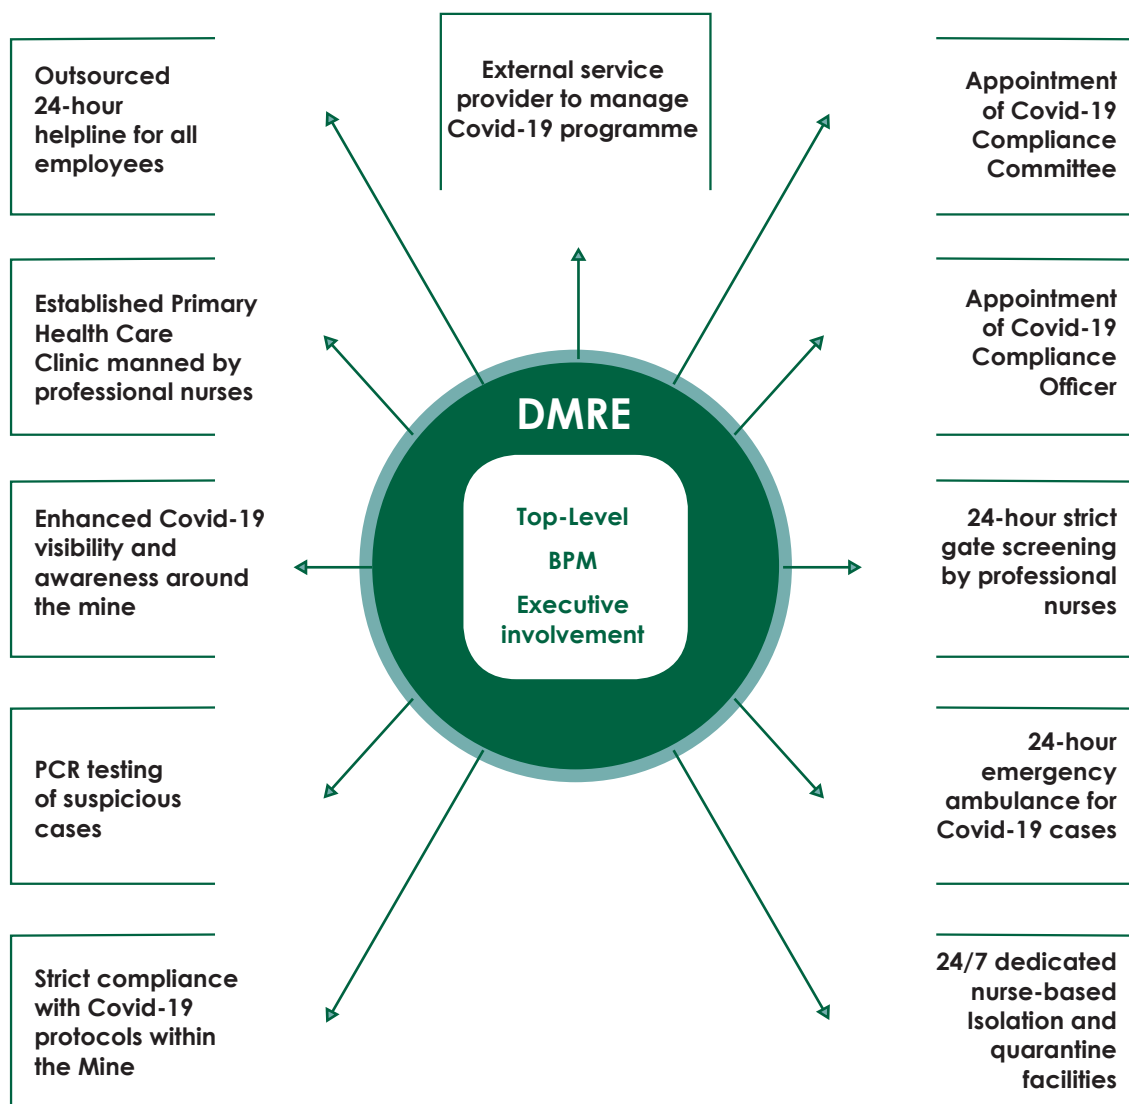 Outsourced
24-hour
helpline for all
employees
External service
provider to manage
Covid-19 programme
Appointment
of Covid-19
Compliance
Committee
Established Primary
Health Care
Clinic manned by
professional nurses
Appointment
of Covid-19
Compliance
Officer
DMRE
Top-Level
BPM
Executive
involvement
Enhanced Covid-19
visibility and
awareness around
the mine
24-hour strict
gate screening
by professional
nurses
PCR testing
of suspicious
cases
24-hour
emergency
ambulance for
Covid-19 cases
Strict compliance
with Covid-19
protocols within
the Mine
24/7 dedicated
nurse-based
Isolation and
quarantine
facilities